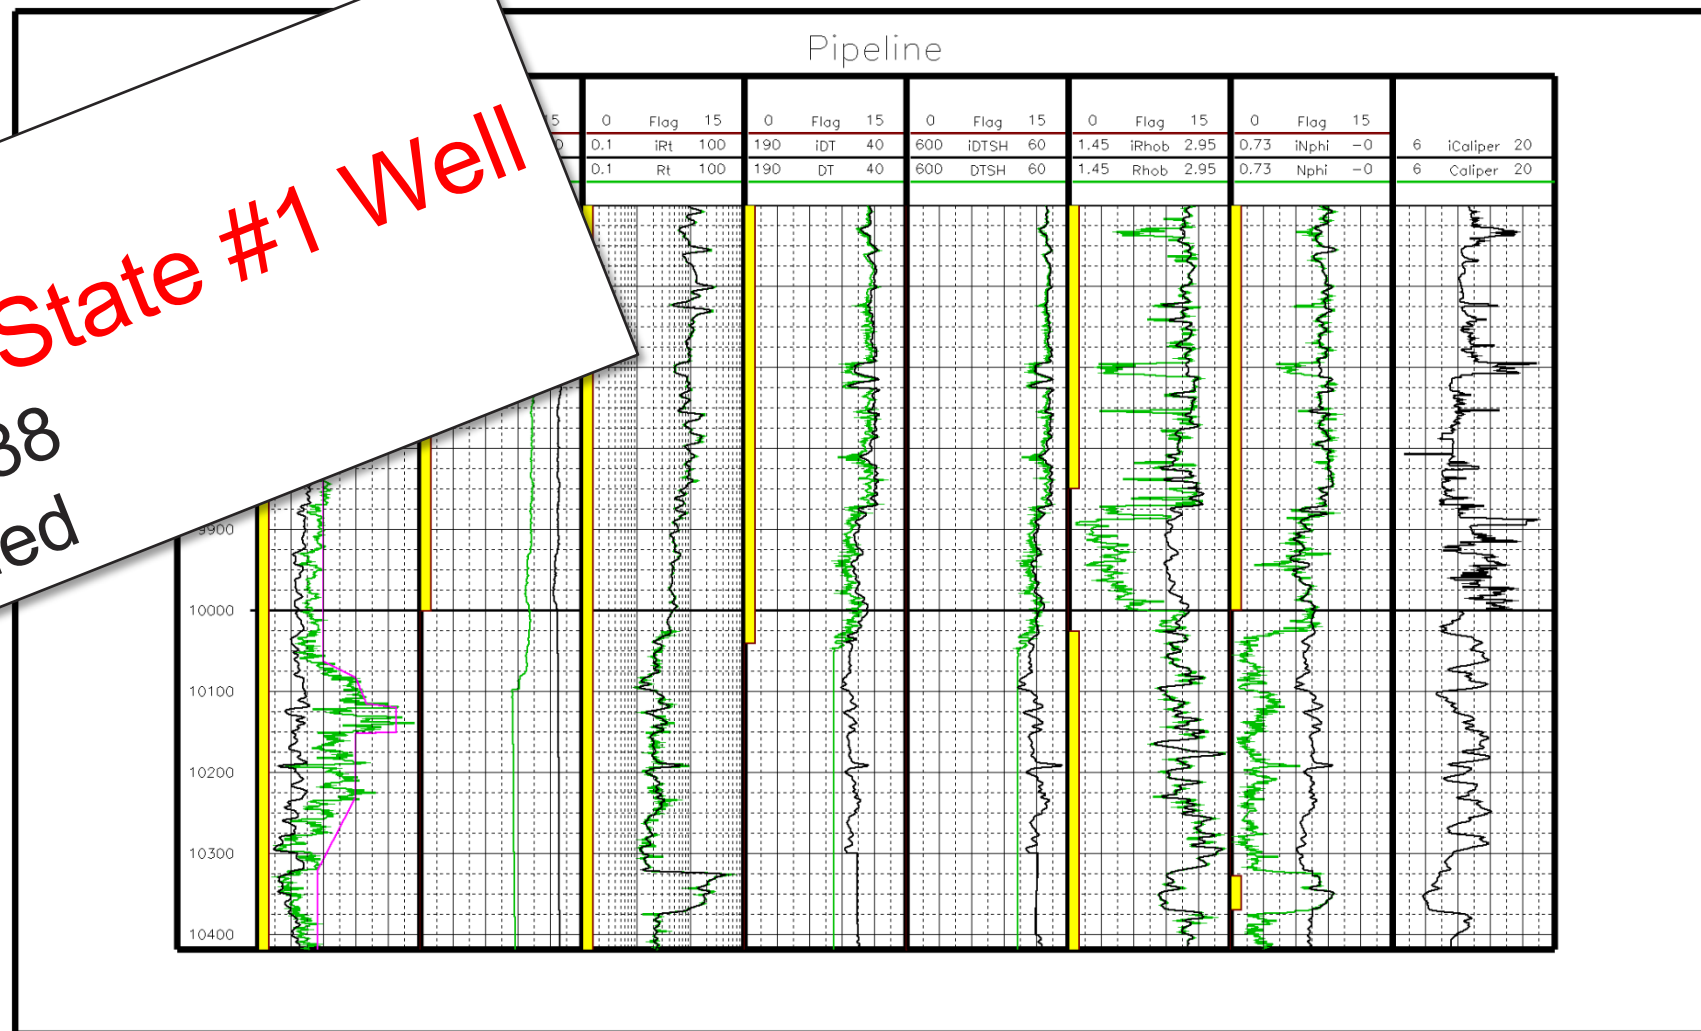 Pipeline
State #1 Well
38
0 Flag 15
0.1 iRt 100
0.1 Rt 100
0 Flag 15
190 iDT 40
190 DT 40
0 Flag 15
600 iDTSH 60
600 DTSH 60
0 Flag 15
1.45 iRhob 2.95
1.45 Rhob 2.95
0 Flag 15
0.73 iNphi -0
0.73 Nphi -0
6 iCaliper 20
6 Caliper 20
9900
10000
10100
10200
10300
10400